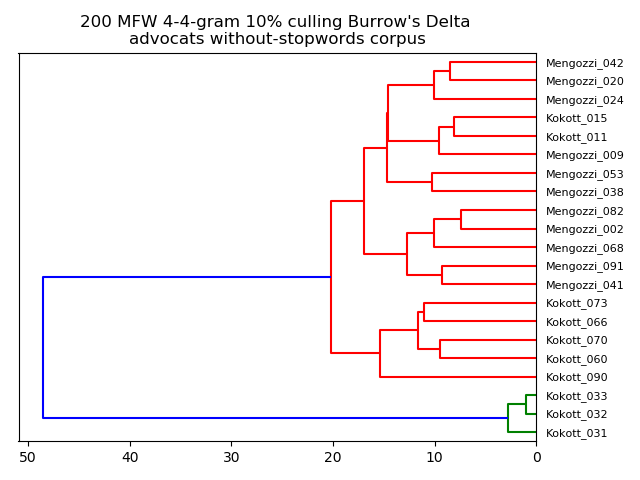 200 MFW 4-4-gram 10% culling Burrow's Delta
advocats without-stopwords corpus
Mengozzi_042
Mengozzi_020
Mengozzi_024
Kokott_015
Kokott_011
Mengozzi_009
Mengozzi_053
Mengozzi_038
Mengozzi_082
Mengozzi_002
Mengozzi_068
Mengozzi_091
Mengozzi_041
Kokott_073
Kokott_066
Kokott_070
Kokott_060
Kokott_090
Kokott_033
Kokott_032
Kokott_031
50 40 30 20 10 0